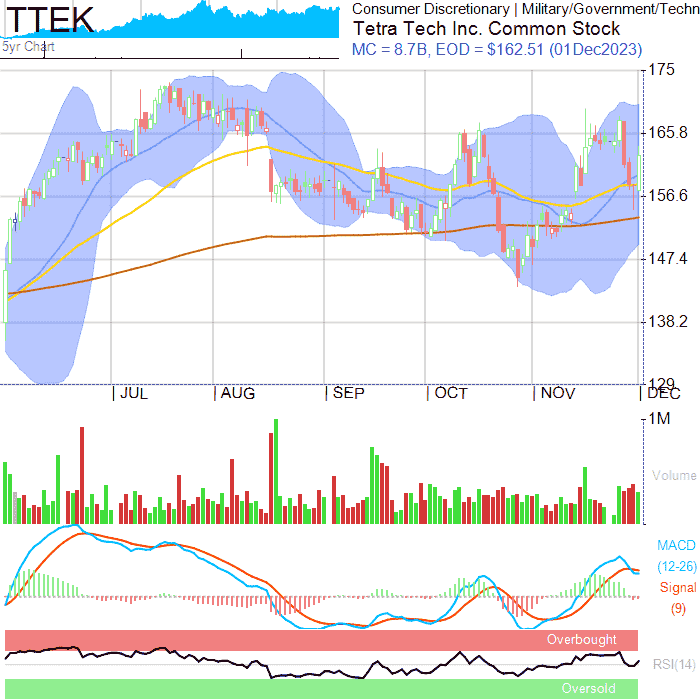 TTEK
5yr Chart
Consumer Discretionary | Military/Government/Techn
Tetra Tech Inc. Common Stock
MC = 8.7B, EOD = $162.51 (01Dec2023)
175
165.8
156.6
147.4
138.2
129
JUL
AUG
SEP
OCT
NOV
DEC
1M
Volume
MACD
(12-26)
Signal
(9)
Overbought
RSI(14)
Oversold